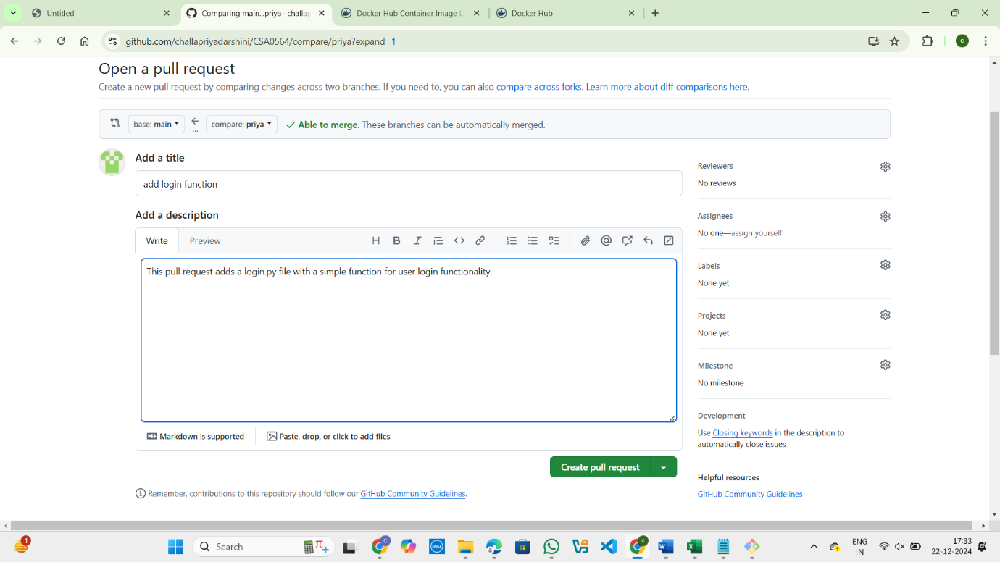 Untitled
Comparing main...priya · challap
Docker Hub Container Image Li
Docker Hub
github.com/challapriyadarshini/CSA0564/compare/priya?expand=1
C
Open a pull request
Create a new pull request by comparing changes across two branches. If you need to, you can also compare across forks. Learn more about diff comparisons here.
base: main
...
compare: priya
Able to merge. These branches can be automatically merged.
Add a title
add login function
Add a description
Write
Preview
This pull request adds a login.py file with a simple function for user login functionality.
Markdown is supported
Paste, drop, or click to add files
Create pull request
Remember, contributions to this repository should follow our GitHub Community Guidelines.
Reviewers
No reviews
Assignees
No one—assign yourself
Labels
None yet
Projects
None yet
Milestone
No milestone
Development
Use Closing keywords in the description to
automatically close issues
Helpful resources
GitHub Community Guidelines
1
Search
DELL
ENG
IN
17:33
22-12-2024